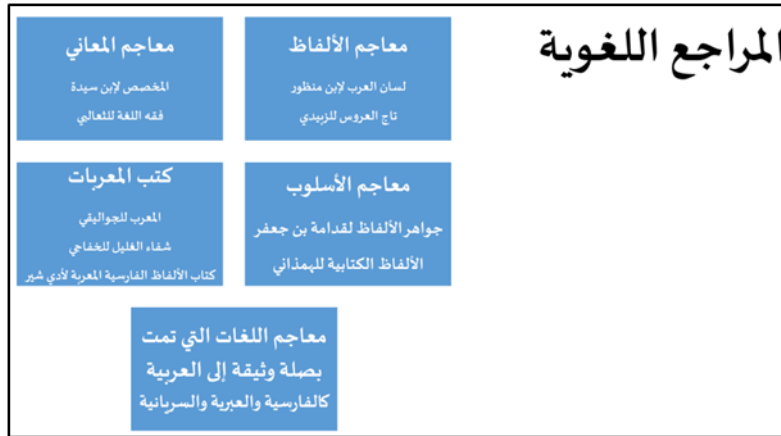 المراجع اللغوية
معاجم الألفاظ
لسان العرب لإبن منظور
تاج العروس للزبيدي
معاجم المعاني
المخصص لإبن سيدة
فقه اللغة للثعالبي
معاجم الأسلوب
جواهر الألفاظ لقدامة بن جعفر
الألفاظ الكتابية للهمذاني
كتب المعربات
المعرب للجواليقي
شفاء الغليل للخفاجي
كتاب الألفاظ الفارسية المعربة لأدي شير
معاجم اللغات التي تمت
بصلة وثيقة إلى العربية
كالفارسية والعبرية والسريانية